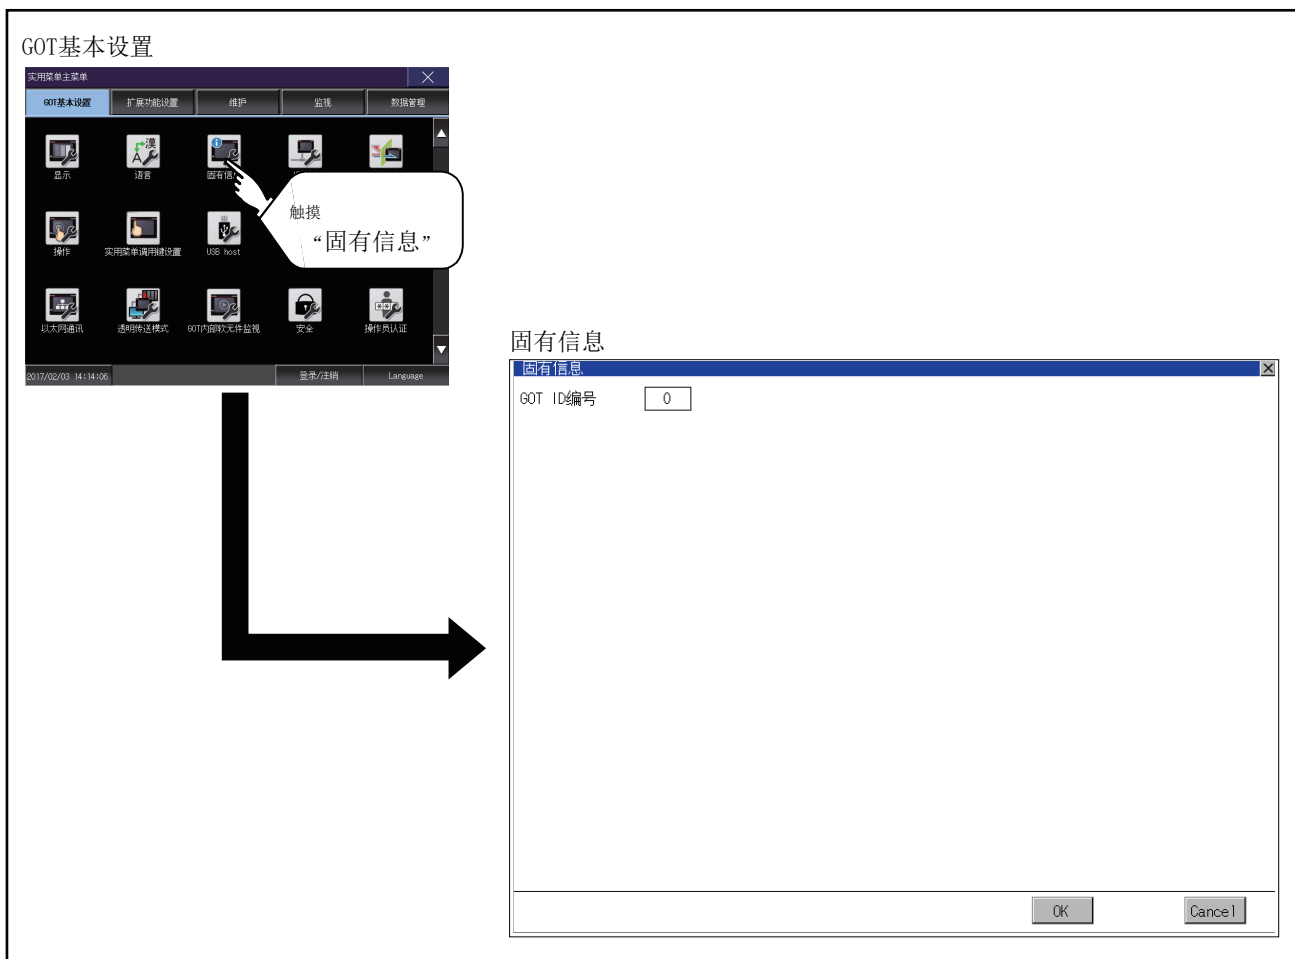 GOT基本设置
实用菜单主菜单
GOT基本设置 扩展功能设置 维护 监视 数据管理
显示 语言 固有信
触摸
“固有信息”
操作 实用菜单调用键设置 USB host
以太网通讯 透明传送模式 GOT内部软元件监视 安全 操作员认证
2017/02/03 14:14:06 登录/注销 Language
固有信息
固有信息
GOT ID编号 0
OK Cancel